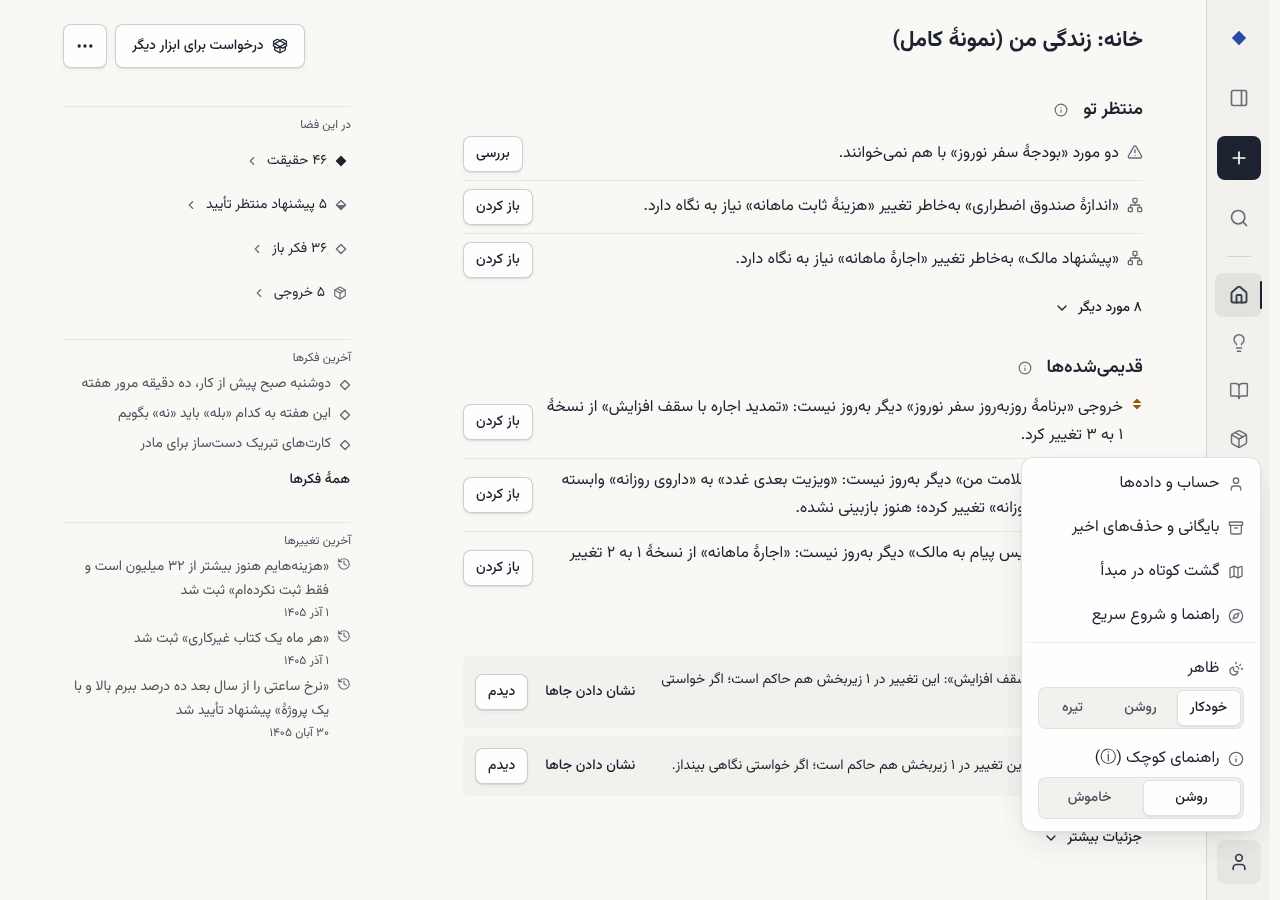 خانه: زندگی من (نمونهٔ کامل)
درخواست برای ابزار دیگر
منتظر تو
دو مورد «بودجهٔ سفر نوروز» با هم نمی‌خوانند.
بررسی
«اندازهٔ صندوق اضطراری» به‌خاطر تغییر «هزینهٔ ثابت ماهانه» نیاز به نگاه دارد.
باز کردن
«پیشنهاد مالک» به‌خاطر تغییر «اجارهٔ ماهانه» نیاز به نگاه دارد.
باز کردن
۸ مورد دیگر
قدیمی‌شده‌ها
خروجی «برنامهٔ روزبه‌روز سفر نوروز» دیگر به‌روز نیست: «تمدید اجاره با سقف افزایش» از نسخهٔ
۱ به ۳ تغییر کرد.
باز کردن
لامت من» دیگر به‌روز نیست: «ویزیت بعدی غدد» به «داروی روزانه» وابسته
وزانه» تغییر کرده؛ هنوز بازبینی نشده.
باز کردن
یس پیام به مالک» دیگر به‌روز نیست: «اجارهٔ ماهانه» از نسخهٔ ۱ به ۲ تغییر
باز کردن
سقف افزایش»: این تغییر در ۱ زیربخش هم حاکم است؛ اگر خواستی
نشان دادن جاها
دیدم
ین تغییر در ۱ زیربخش هم حاکم است؛ اگر خواستی نگاهی بینداز.
نشان دادن جاها
دیدم
جزئیات بیشتر
حساب و داده‌ها
بایگانی و حذف‌های اخیر
گشت کوتاه در مبدأ
راهنما و شروع سریع
ظاهر
خودکار
روشن
تیره
راهنمای کوچک (ⓘ)
روشن
خاموش
در این فضا
۴۶ حقیقت
۵ پیشنهاد منتظر تأیید
۳۶ فکر باز
۵ خروجی
آخرین فکرها
دوشنبه صبح پیش از کار، ده دقیقه مرور هفته
این هفته به کدام «بله» باید «نه» بگویم
کارت‌های تبریک دست‌ساز برای مادر
همهٔ فکرها
آخرین تغییرها
«هزینه‌هایم هنوز بیشتر از ۳۲ میلیون است و
فقط ثبت نکرده‌ام» ثبت شد
۱ آذر ۱۴۰۵
«هر ماه یک کتاب غیرکاری» ثبت شد
۱ آذر ۱۴۰۵
«نرخ ساعتی را از سال بعد ده درصد ببرم بالا و با
یک پروژهٔ» پیشنهاد تأیید شد
۳۰ آبان ۱۴۰۵